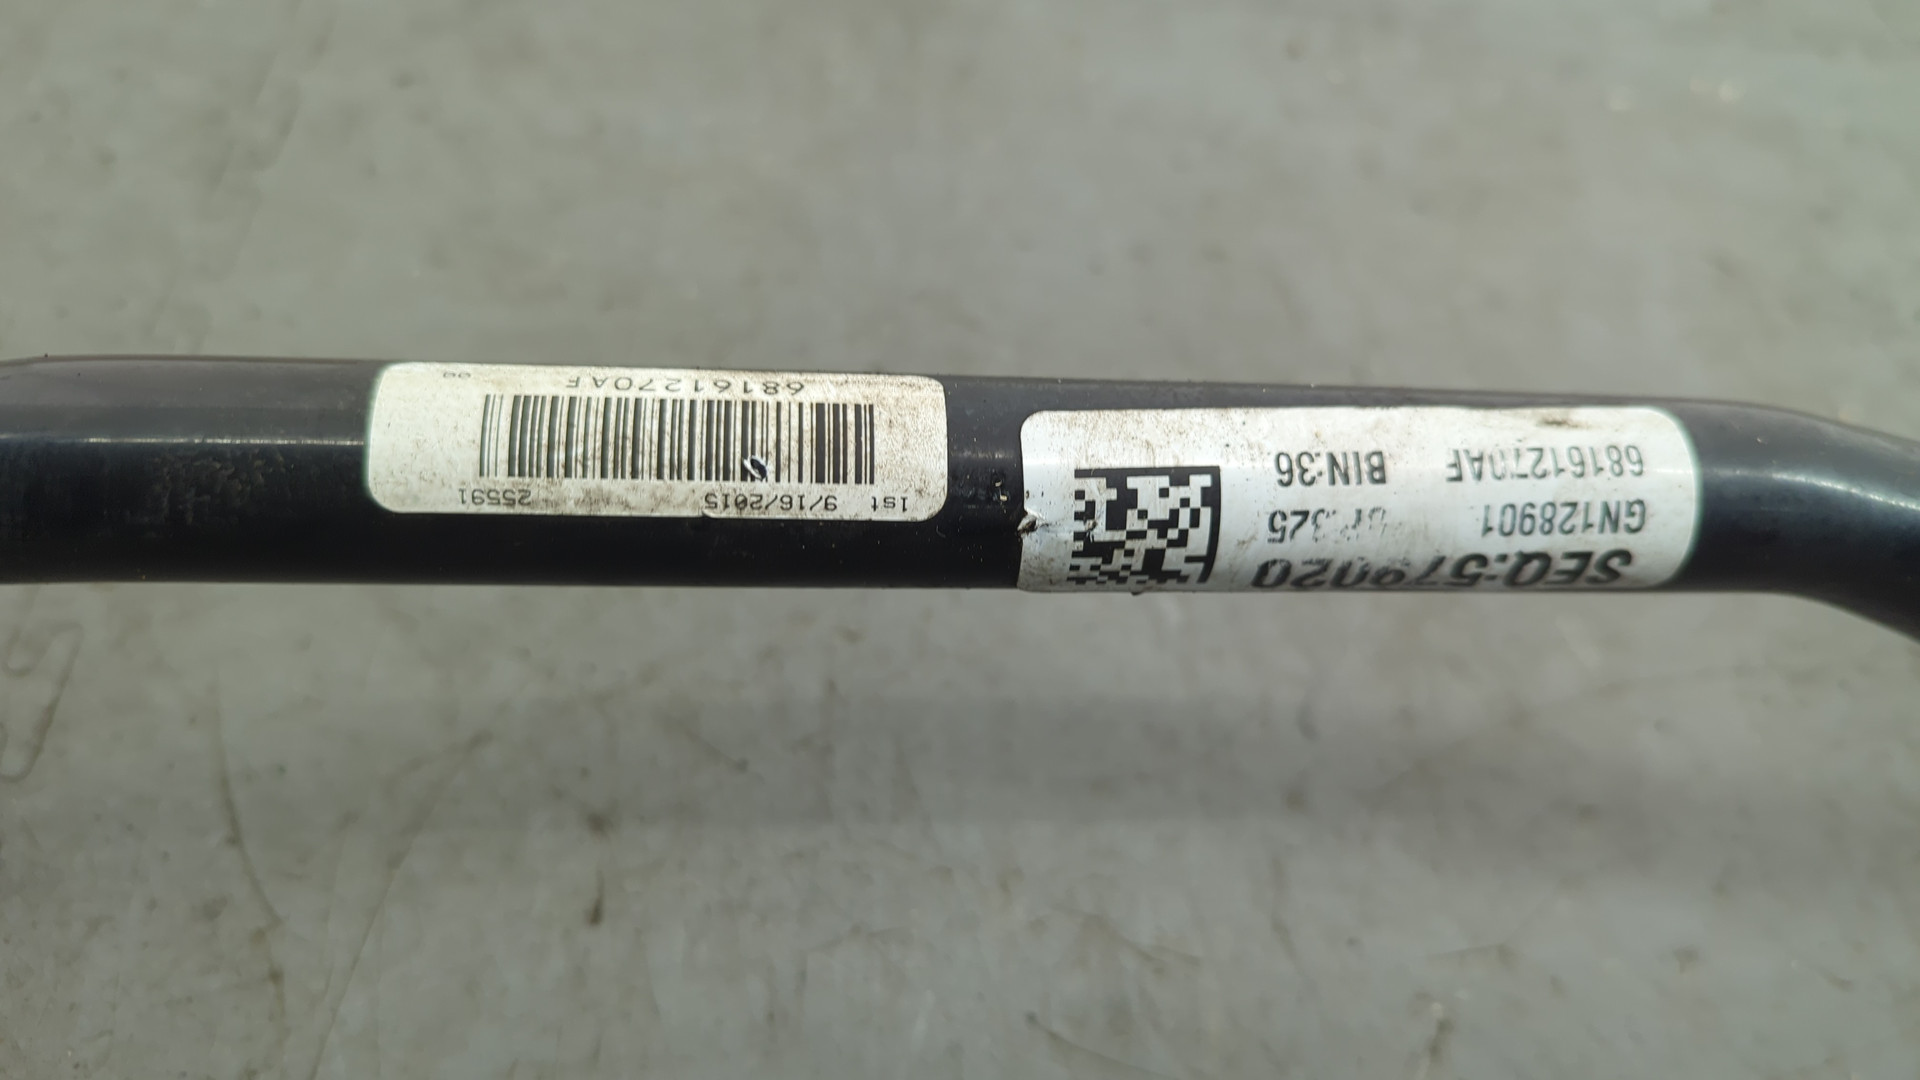 SEQ:579020
GN128901
68161270AF BIN:36
1st 9/16/2015 25591
68161270AF